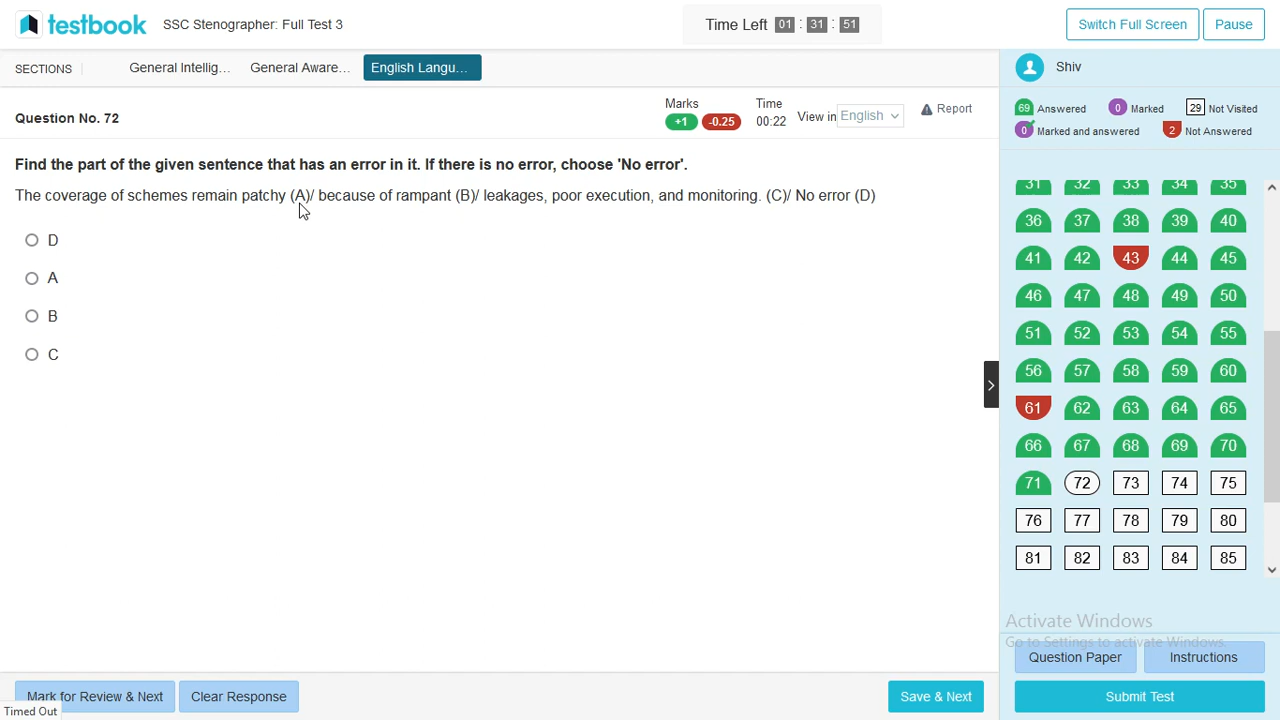 testbook
SSC Stenographer: Full Test 3
Time Left 01 : 31 : 51
Switch Full Screen
Pause
SECTIONS
General Intellig...
General Aware...
English Langu...
Shiv
Question No. 72
Marks
+1 -0.25
Time
00:22
View in English
Report
69 Answered
0 Marked
29 Not Visited
0 Marked and answered
2 Not Answered
Find the part of the given sentence that has an error in it. If there is no error, choose 'No error'.
The coverage of schemes remain patchy (A)/ because of rampant (B)/ leakages, poor execution, and monitoring. (C)/ No error (D)
D
A
B
C
31 32 33 34 35
36 37 38 39 40
41 42 43 44 45
46 47 48 49 50
51 52 53 54 55
56 57 58 59 60
61 62 63 64 65
66 67 68 69 70
71 72 73 74 75
76 77 78 79 80
81 82 83 84 85
Activate Windows
Go to Settings to activate Windows.
Question Paper
Instructions
Mark for Review & Next
Clear Response
Save & Next
Submit Test
Timed Out